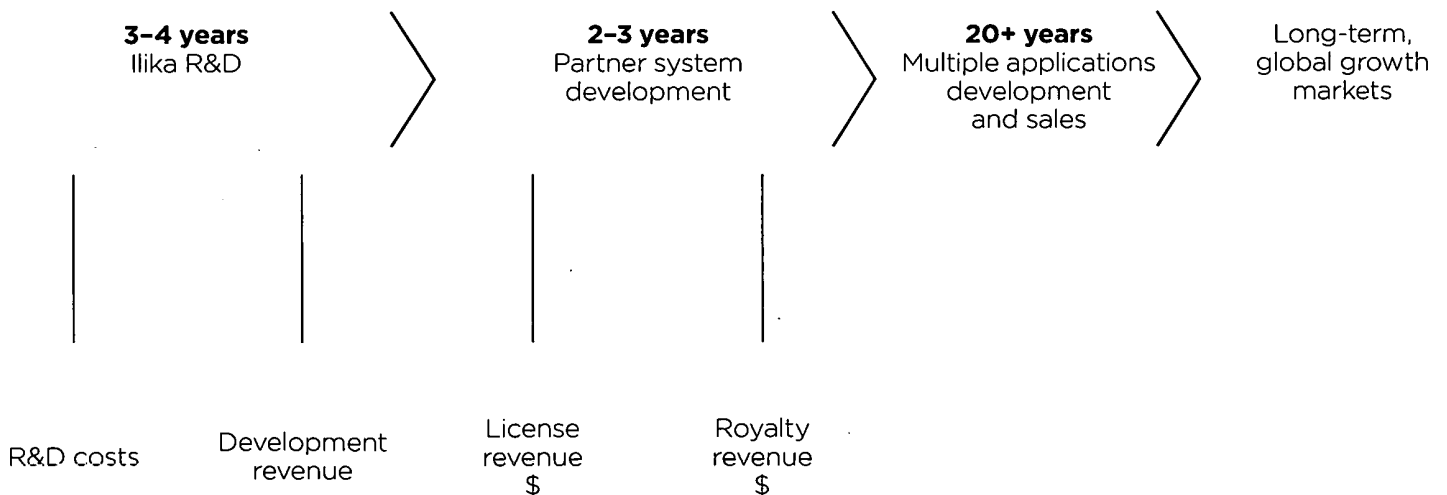 3–4 years
Ilika R&D
2–3 years
Partner system
development
20+ years
Multiple applications
development
and sales
Long-term,
global growth
markets
R&D costs
Development
revenue
License
revenue
$
Royalty
revenue
$